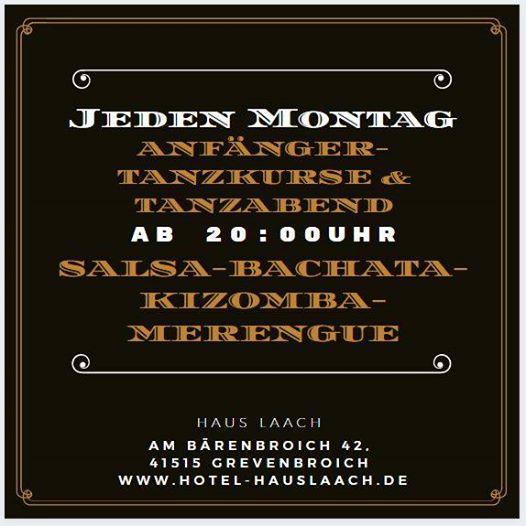 JEDEN MONTAG
ANFÄNGER-
TANZKURSE &
TANZABEND
AB 20:00UHR
SALSA-BACHATA-
KIZOMBA-
MERENGUE
HAUS LAACH
AM BÄRENBROICH 42,
41515 GREVENBROICH
WWW.HOTEL-HAUSLAACH.DE